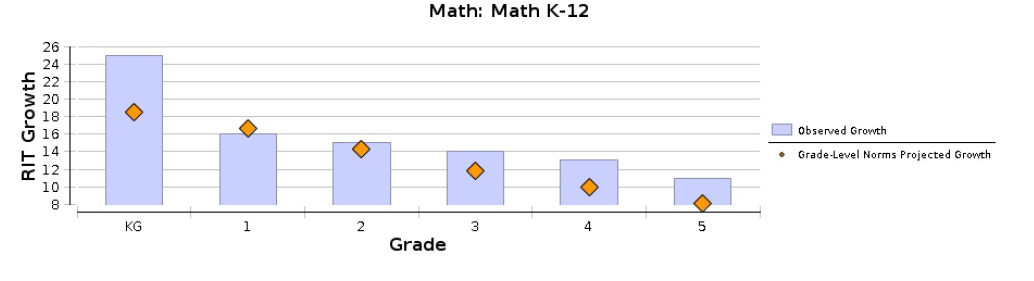 Math: Math K-12
RIT Growth
26
24
22
20
18
16
14
12
10
8
KG 1 2 3 4 5
Grade
Observed Growth
Grade-Level Norms Projected Growth